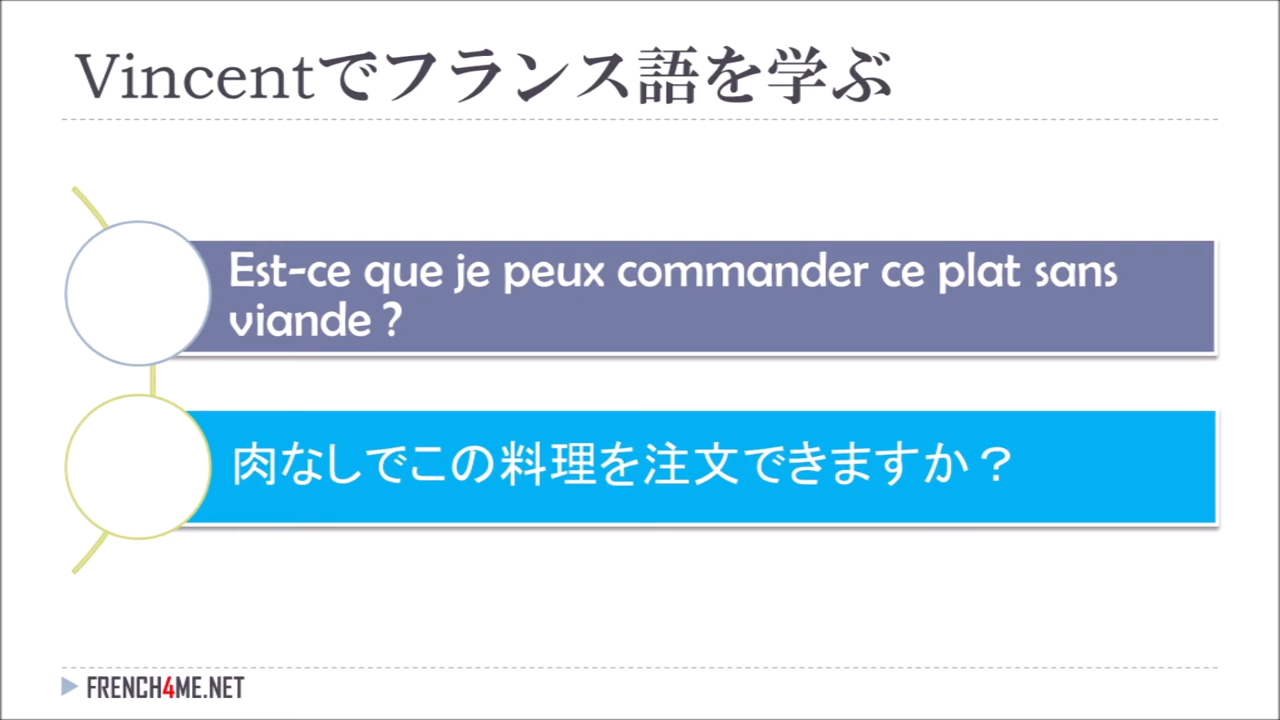 Vincentでフランス語を学ぶ
Est-ce que je peux commander ce plat sans
viande ?
肉なしでこの料理を注文できますか？
FRENCH4ME.NET